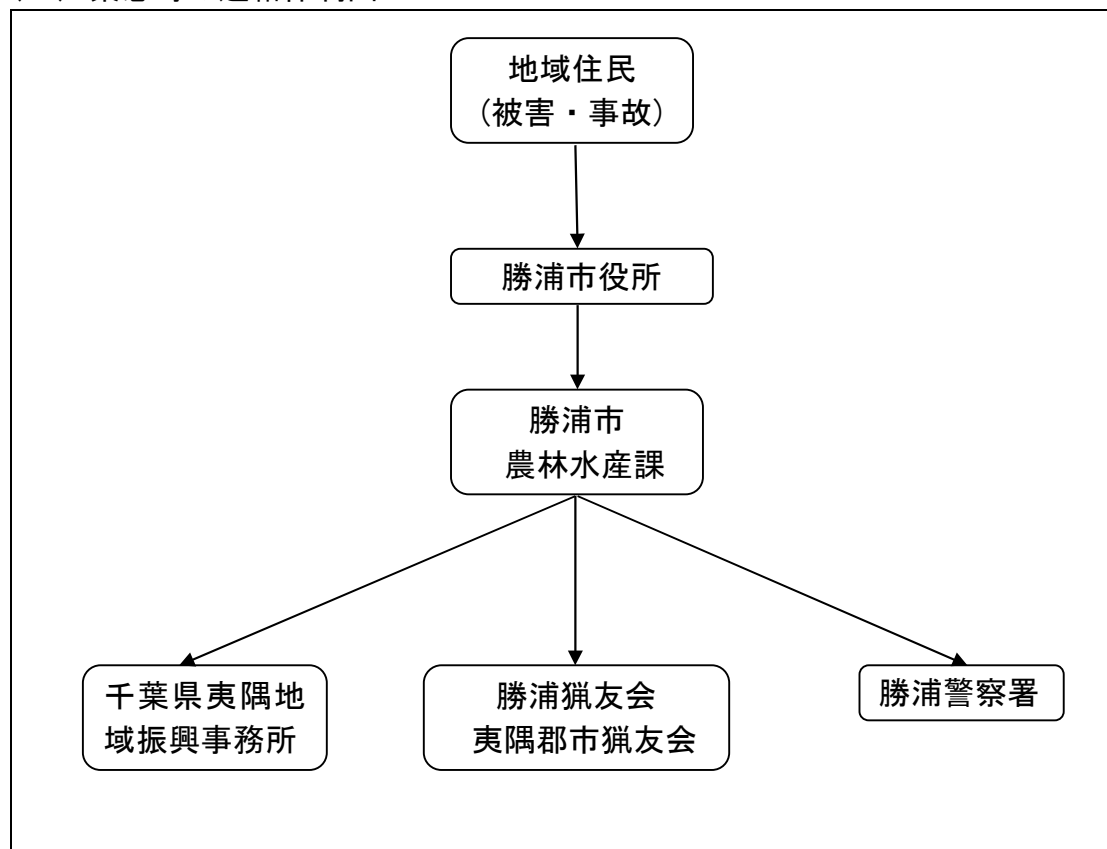 地域住民
(被害・事故)
勝浦市役所
勝浦市
農林水産課
千葉県夷隅地
域振興事務所
勝浦猟友会
夷隅郡市猟友会
勝浦警察署